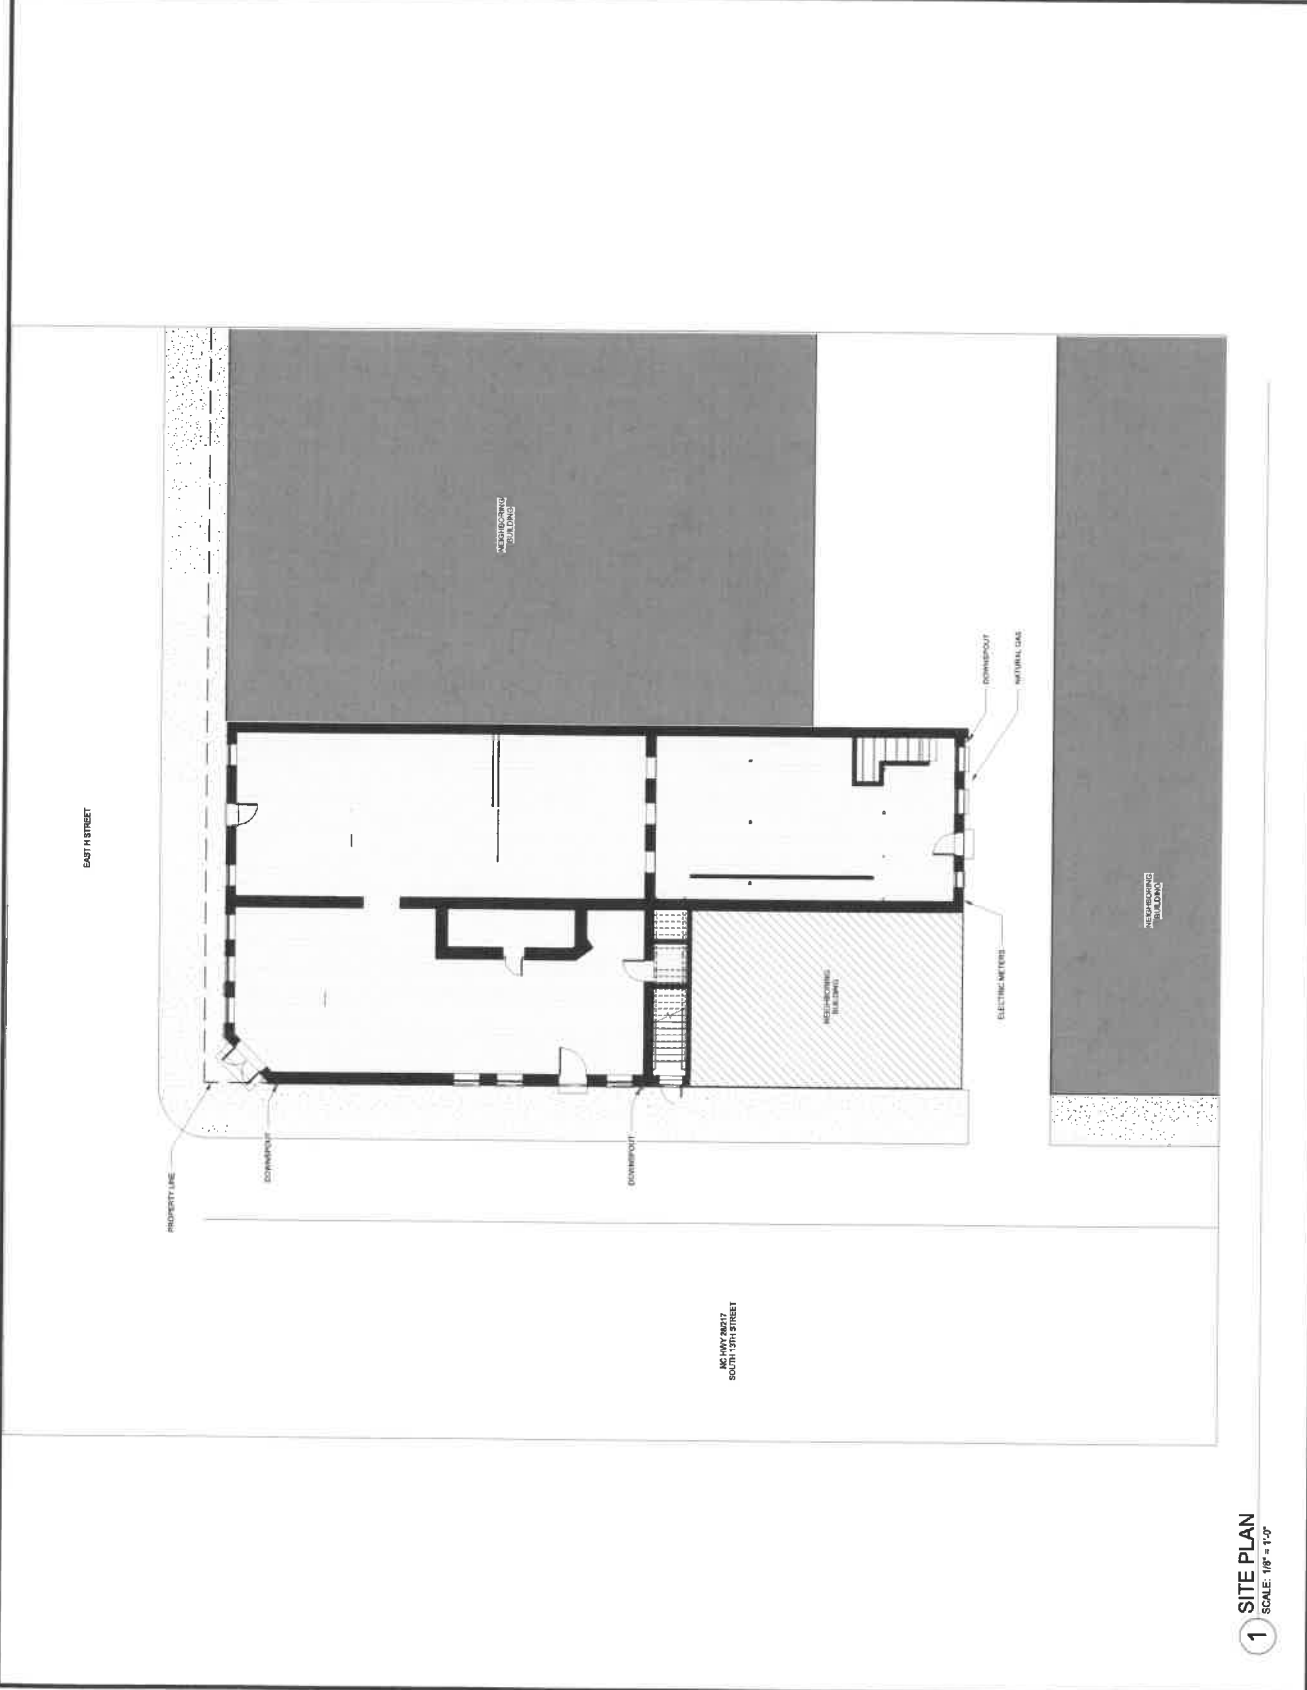 EAST H STREET
NEIGHBORING
BUILDING
DOWNSPOUT
NATURAL GAS
NEIGHBORING
BUILDING
NEIGHBORING
BUILDING
ELECTRIC METERS
PROPERTY LINE
DOWNSPOUT
DOWNSPOUT
NC HWY 28/217
SOUTH 13TH STREET
1
SITE PLAN
SCALE: 1/8" = 1'-0"